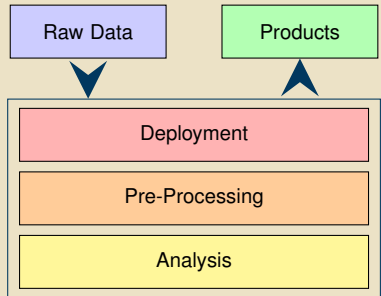 Raw Data
Products
Deployment
Pre-Processing
Analysis